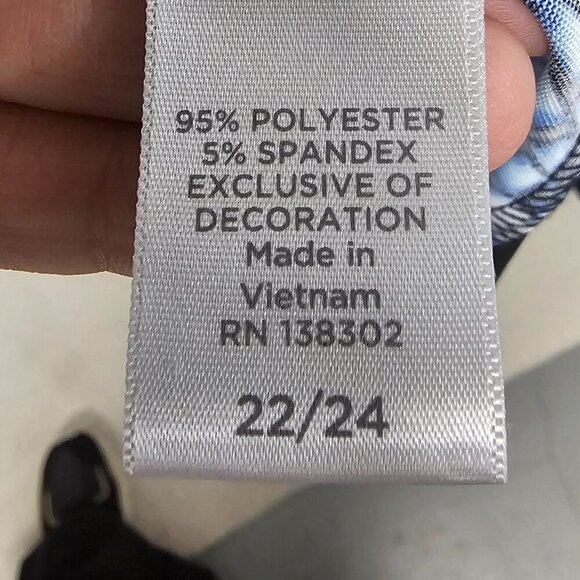 95% POLYESTER
5% SPANDEX
EXCLUSIVE OF
DECORATION
Made in
Vietnam
RN 138302
22/24